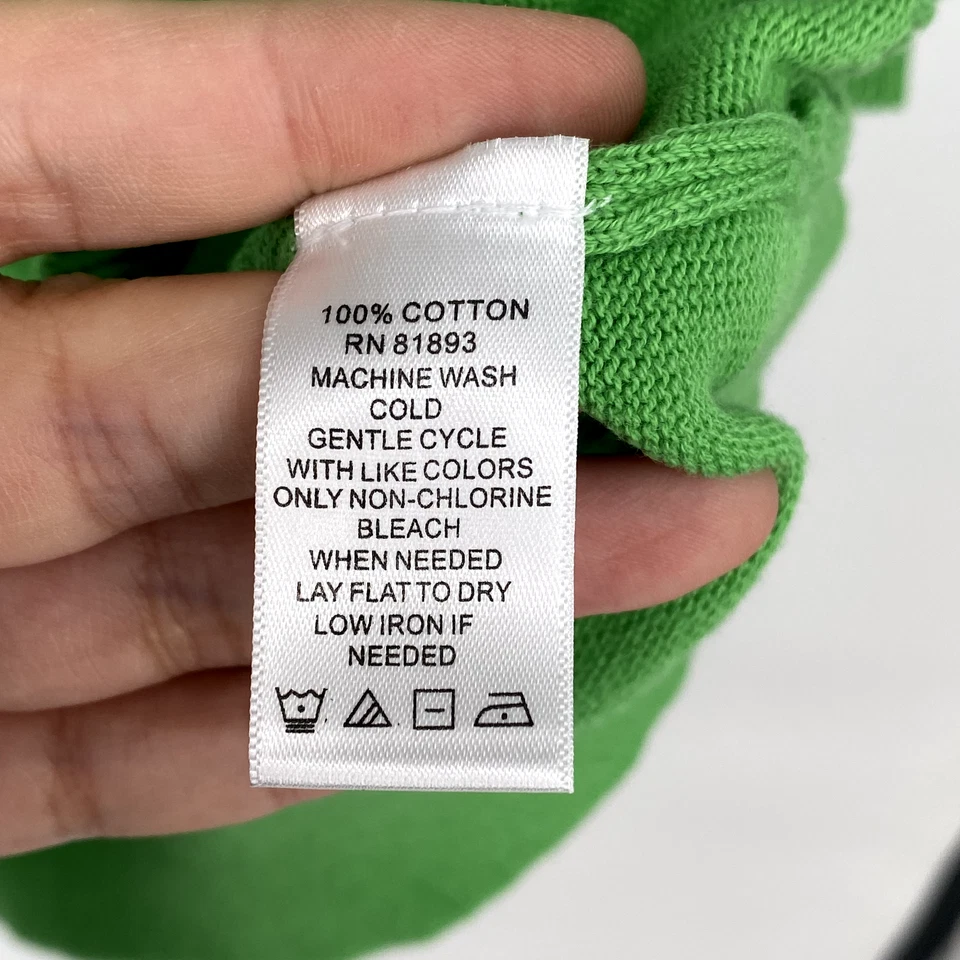 100% COTTON
RN 81893
MACHINE WASH
COLD
GENTLE CYCLE
WITH LIKE COLORS
ONLY NON-CHLORINE
BLEACH
WHEN NEEDED
LAY FLAT TO DRY
LOW IRON IF
NEEDED